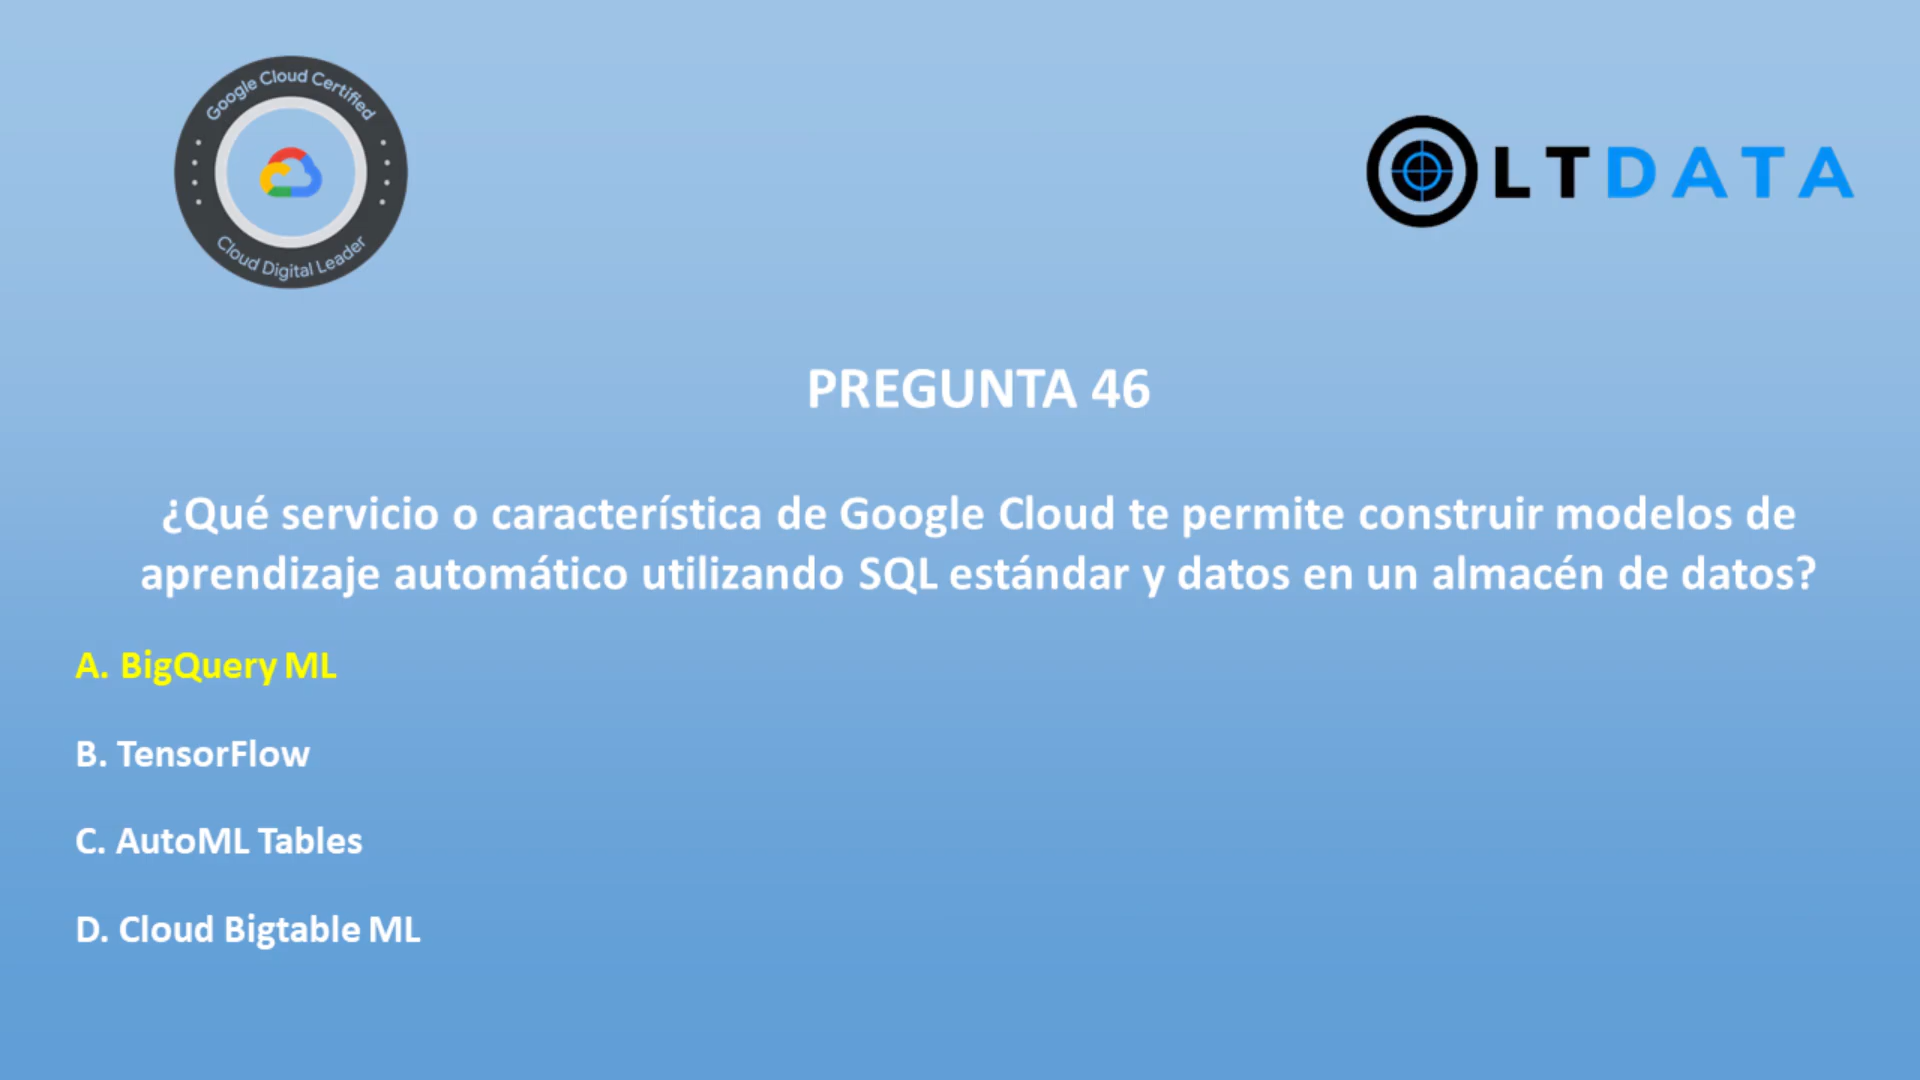 Google Cloud Certified
Cloud Digital Leader
LTDATA
PREGUNTA 46
¿Qué servicio o característica de Google Cloud te permite construir modelos de
aprendizaje automático utilizando SQL estándar y datos en un almacén de datos?
A. BigQuery ML
B. TensorFlow
C. AutoML Tables
D. Cloud Bigtable ML